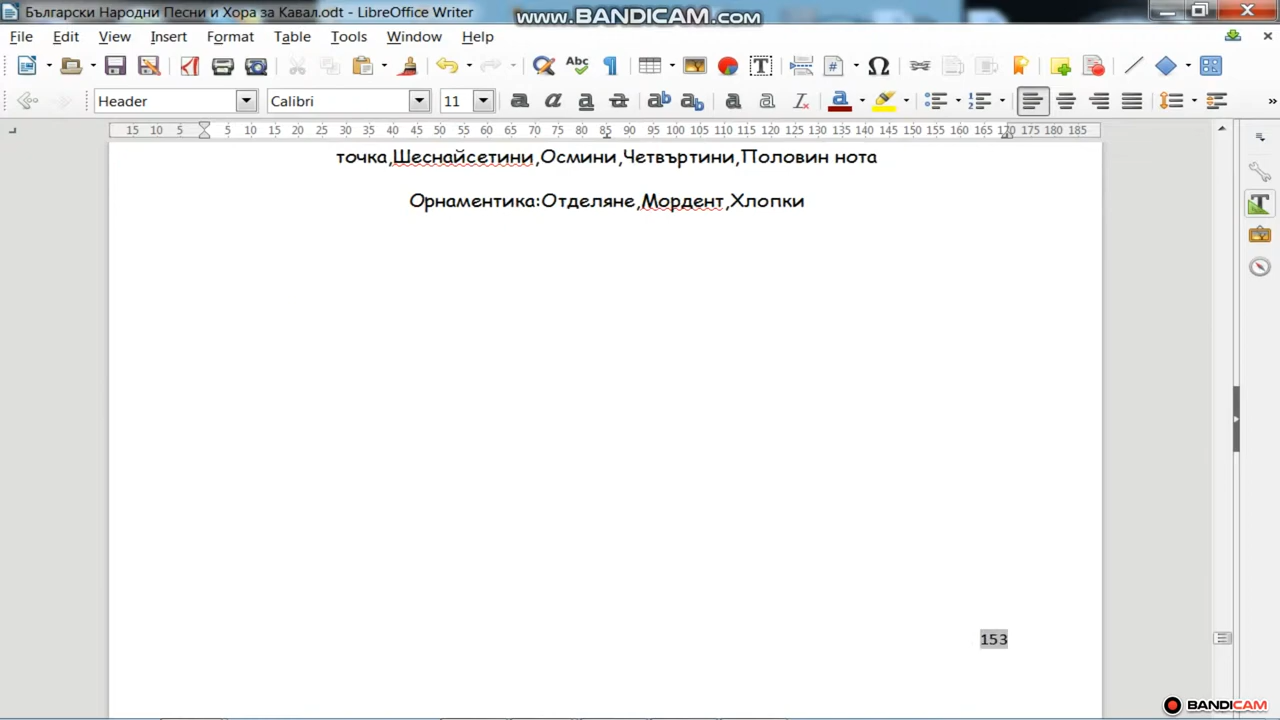 Български Народни Песни и Хора за Кавал.odt - LibreOffice Writer
www.BANDICAM.com
File Edit View Insert Format Table Tools Window Help
Header Calibri 11
15 10 5 5 10 15 20 25 30 35 40 45 50 55 60 65 70 75 80 85 90 95 100 105 110 115 120 125 130 135 140 145 150 155 160 165 170 175 180 185
точка,Шеснайсетини,Осмини,Четвъртини,Половин нота
Орнаментика:Отделяне,Мордент,Хлопки
153
BANDICAM